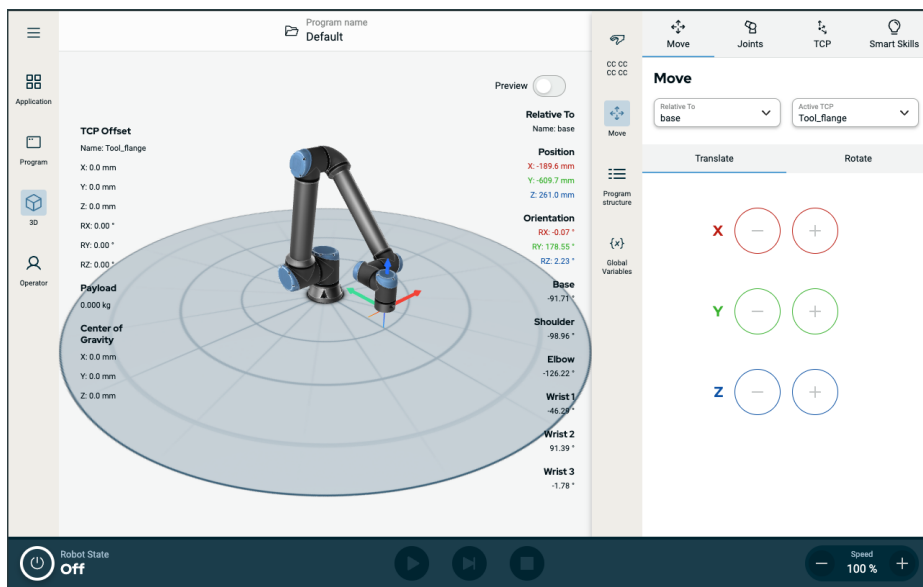 Program name
Default
Application
Program
3D
Operator
Preview
TCP Offset
Name: Tool_flange
X: 0.0 mm
Y: 0.0 mm
Z: 0.0 mm
RX: 0.00 °
RY: 0.00 °
RZ: 0.00 °
Payload
0.000 kg
Center of
Gravity
X: 0.0 mm
Y: 0.0 mm
Z: 0.0 mm
Relative To
Name: base
Position
X: -189.6 mm
Y: -609.7 mm
Z: 261.0 mm
Orientation
RX: -0.07 °
RY: 178.55 °
RZ: 2.23 °
Base
-91.71 °
Shoulder
-98.96 °
Elbow
-126.22 °
Wrist 1
-46.29 °
Wrist 2
91.39 °
Wrist 3
-1.78 °
CC CC
CC CC
Move
Program
structure
{x}
Global
Variables
Move
Joints
TCP
Smart Skills
Move
Relative To
base
Active TCP
Tool_flange
Translate
Rotate
X − +
Y − +
Z − +
Robot State
Off
Speed
− 100 % +